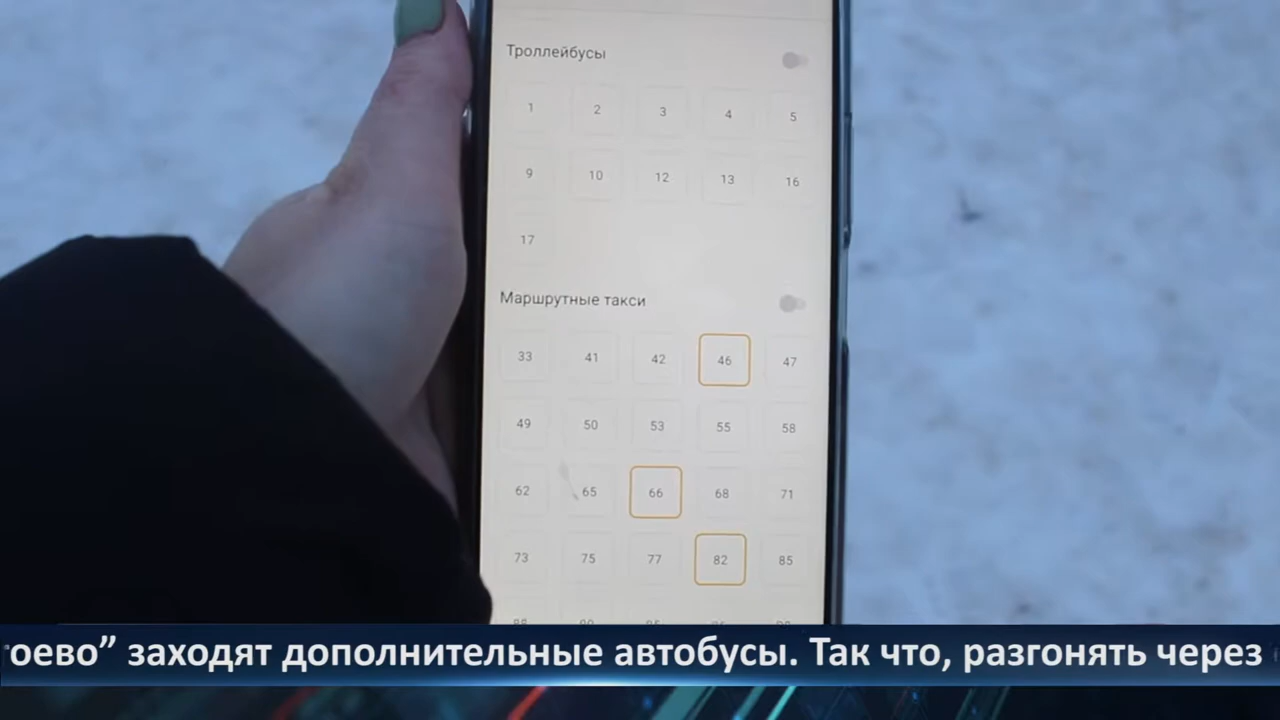 Троллейбусы
1 2 3 4 5
9 10 12 13 16
17
Маршрутные такси
33 41 42 46 47
49 50 53 55 58
62 65 66 68 71
73 75 77 82 85
оево” заходят дополнительные автобусы. Так что, разгонять через